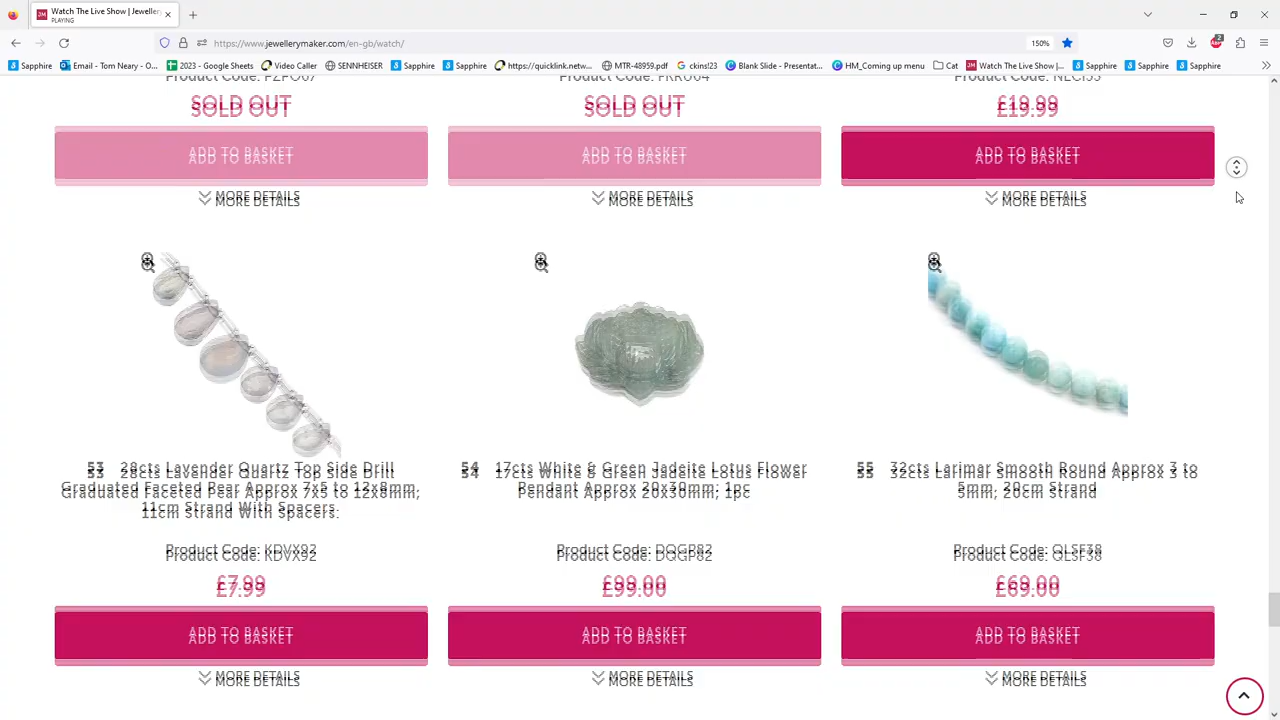 Watch The Live Show | Jeweller
PLAYING
https://www.jewellerymaker.com/en-gb/watch/
150%
2
Sapphire
Email - Tom Neary - O...
2023 - Google Sheets
Video Caller
SENNHEISER
Sapphire
Sapphire
https://quicklink.netw...
MTR-48959.pdf
ckinsl23
Blank Slide - Presentat...
HM_Coming up menu
Cat
Watch The Live Show |...
Sapphire
Sapphire
Sapphire
SOLD OUT
SOLD OUT
£19.99
ADD TO BASKET
ADD TO BASKET
ADD TO BASKET
MORE DETAILS
MORE DETAILS
MORE DETAILS
53 28cts Lavender Quartz Top Side Drill
Graduated Faceted Pear Approx 7x5 to 12x8mm,
11cm Strand With Spacers.
54 17cts White & Green Jadeite Lotus Flower
Pendant Approx 20x30mm; 1pc
55 32cts Larimar Smooth Round Approx 3 to
5mm, 20cm Strand
Product Code: KDVX92
Product Code: DQGP82
Product Code: QLSF38
£7.99
£99.00
£69.00
ADD TO BASKET
ADD TO BASKET
ADD TO BASKET
MORE DETAILS
MORE DETAILS
MORE DETAILS